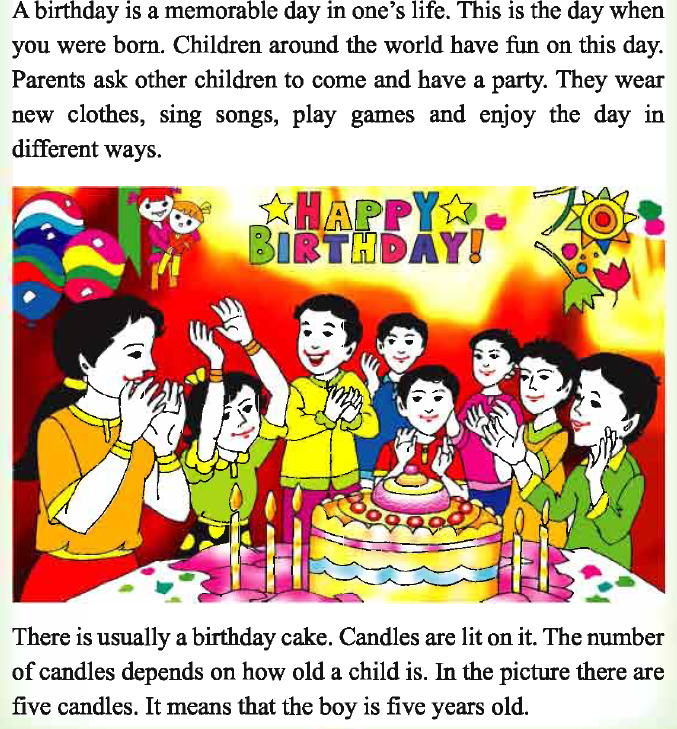 A birthday is a memorable day in one's life. This is the day when
you were born. Children around the world have fun on this day.
Parents ask other children to come and have a party. They wear
new clothes, sing songs, play games and enjoy the day in
different ways.
HAPPY
BIRTHDAY!
There is usually a birthday cake. Candles are lit on it. The number
of candles depends on how old a child is. In the picture there are
five candles. It means that the boy is five years old.